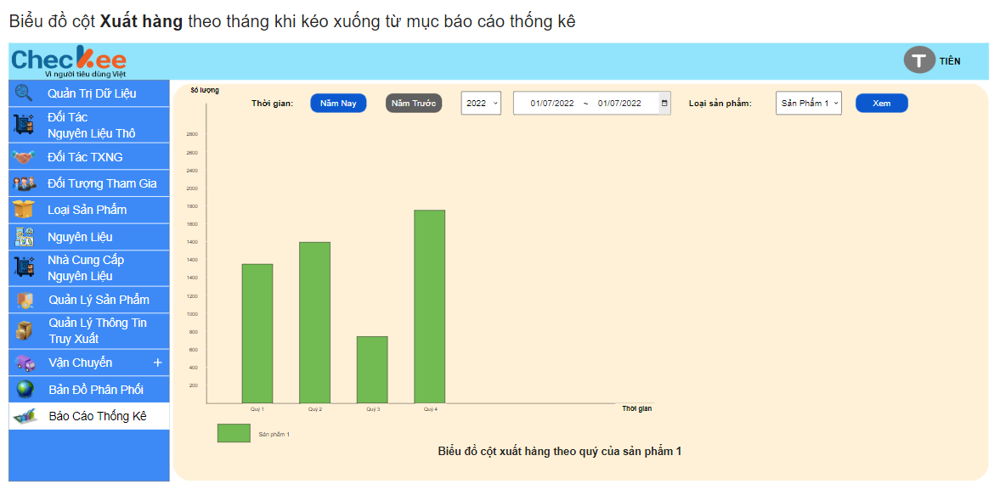 Biểu đồ cột Xuất hàng theo tháng khi kéo xuống từ mục báo cáo thống kê
Checkee
Vì người tiêu dùng Việt
T TIÊN
Quản Trị Dữ Liệu
Đối Tác
Nguyên Liệu Thô
Đối Tác TXNG
Đối Tượng Tham Gia
Loại Sản Phẩm
Nguyên Liệu
Nhà Cung Cấp
Nguyên Liệu
Quản Lý Sản Phẩm
Quản Lý Thông Tin
Truy Xuất
Vận Chuyển +
Bản Đồ Phân Phối
Báo Cáo Thống Kê
Số lượng
Thời gian: Năm Nay Năm Trước 2022 01/07/2022 ~ 01/07/2022 Loại sản phẩm: Sản Phẩm 1 Xem
2800
2600
2400
2000
1800
1600
1400
1400
1400
1200
1000
800
600
400
200
Quý 1 Quý 2 Quý 3 Quý 4 Thời gian
Sản phẩm 1
Biểu đồ cột xuất hàng theo quý của sản phẩm 1